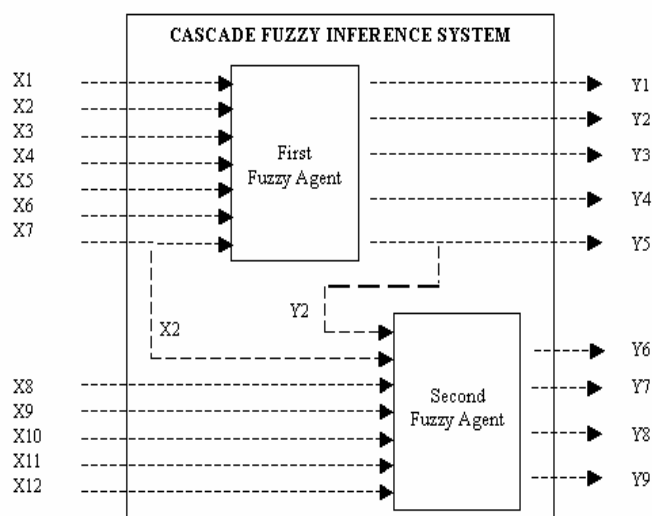 CASCADE FUZZY INFERENCE SYSTEM
X1
X2
X3
X4
X5
X6
X7
First
Fuzzy Agent
Y1
Y2
Y3
Y4
Y5
X2
Y2
X8
X9
X10
X11
X12
Second
Fuzzy Agent
Y6
Y7
Y8
Y9